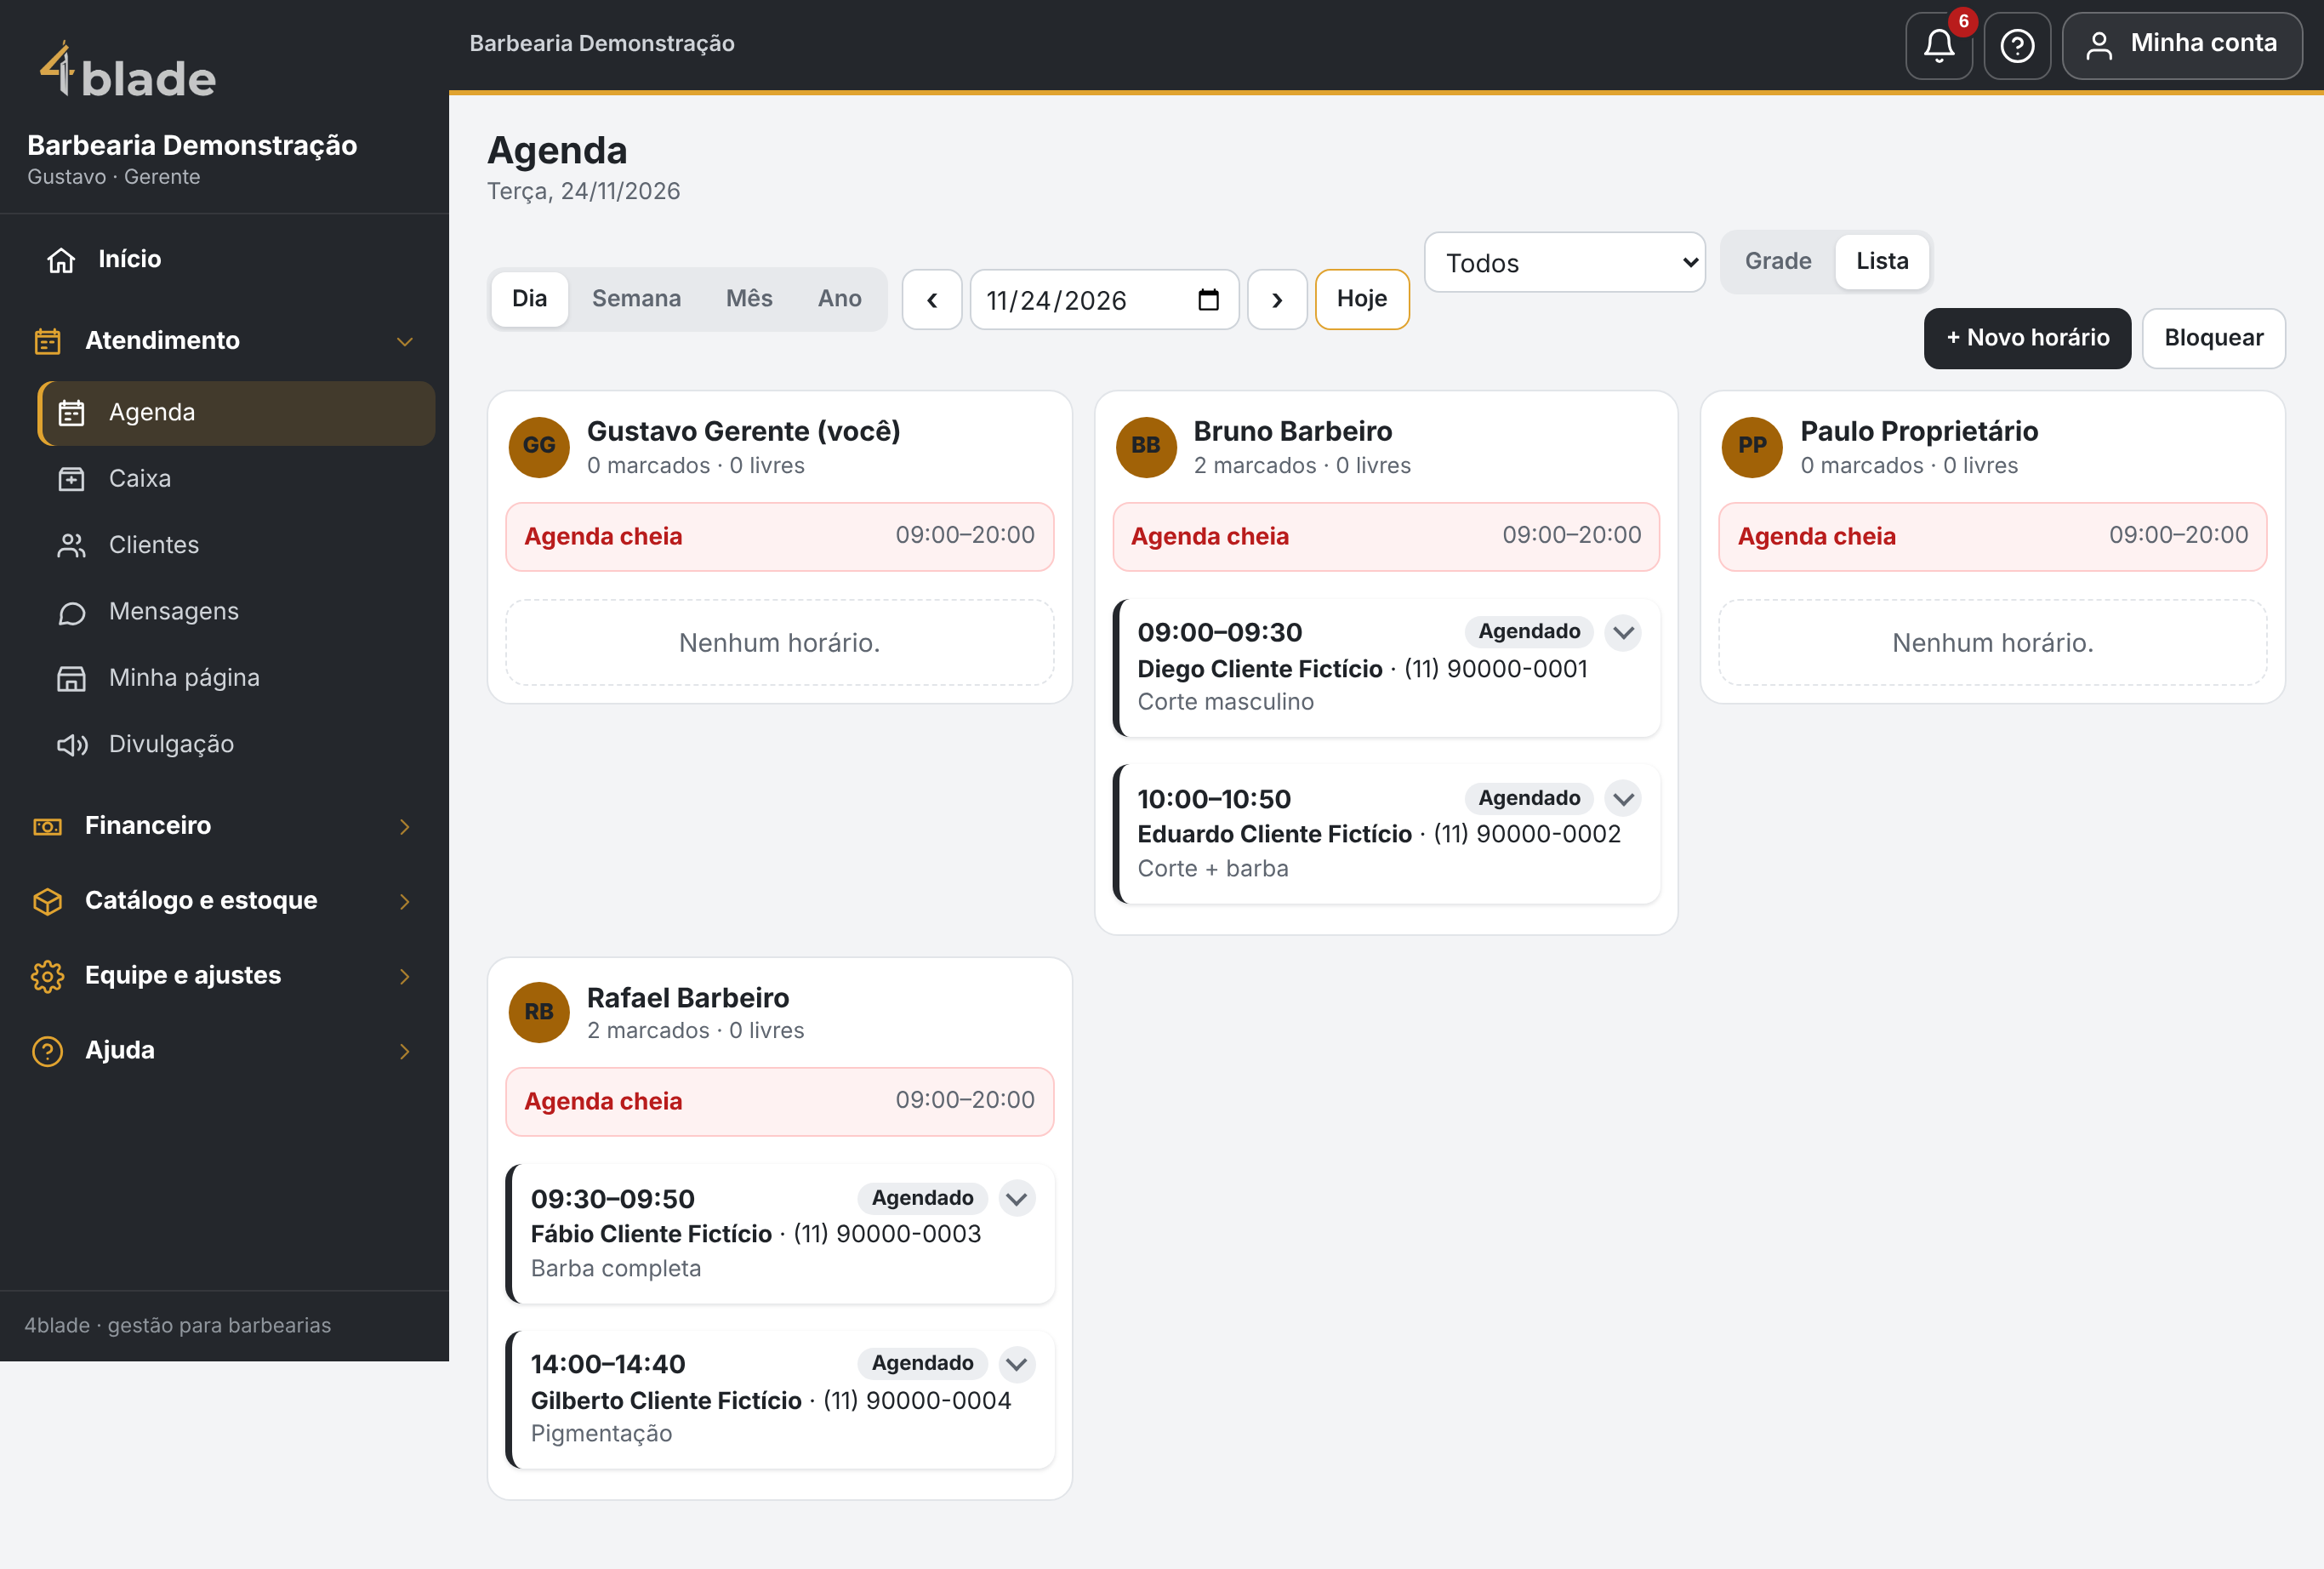 4blade
Barbearia Demonstração
Gustavo · Gerente
Início
Atendimento
Agenda
Caixa
Clientes
Mensagens
Minha página
Divulgação
Financeiro
Catálogo e estoque
Equipe e ajustes
Ajuda
4blade · gestão para barbearias
Barbearia Demonstração
6
Minha conta
Agenda
Terça, 24/11/2026
Dia Semana Mês Ano
‹ 11/24/2026 › Hoje
Todos
Grade Lista
+ Novo horário Bloquear
GG
Gustavo Gerente (você)
0 marcados · 0 livres
Agenda cheia 09:00–20:00
Nenhum horário.
BB
Bruno Barbeiro
2 marcados · 0 livres
Agenda cheia 09:00–20:00
09:00–09:30 Agendado
Diego Cliente Fictício · (11) 90000-0001
Corte masculino
10:00–10:50 Agendado
Eduardo Cliente Fictício · (11) 90000-0002
Corte + barba
PP
Paulo Proprietário
0 marcados · 0 livres
Agenda cheia 09:00–20:00
Nenhum horário.
RB
Rafael Barbeiro
2 marcados · 0 livres
Agenda cheia 09:00–20:00
09:30–09:50 Agendado
Fábio Cliente Fictício · (11) 90000-0003
Barba completa
14:00–14:40 Agendado
Gilberto Cliente Fictício · (11) 90000-0004
Pigmentação